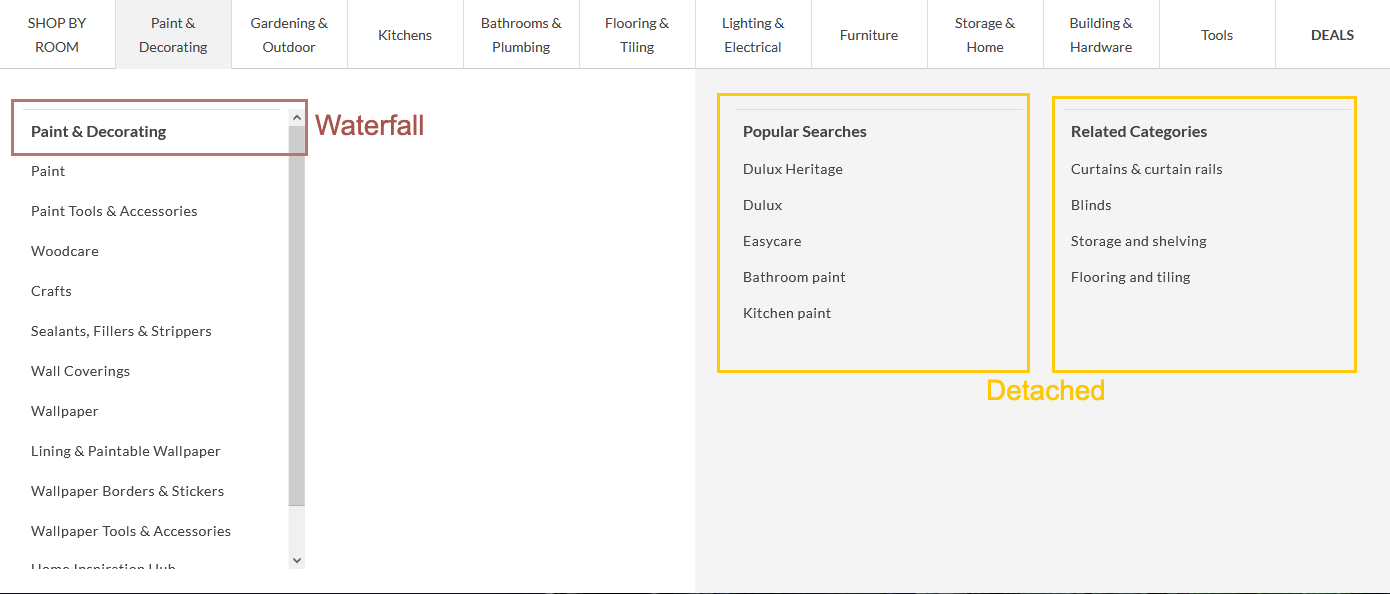 SHOP BY
ROOM
Paint &
Decorating
Gardening &
Outdoor
Kitchens
Bathrooms &
Plumbing
Flooring &
Tiling
Lighting &
Electrical
Furniture
Storage &
Home
Building &
Hardware
Tools
DEALS
Paint & Decorating
Waterfall
Paint
Paint Tools & Accessories
Woodcare
Crafts
Sealants, Fillers & Strippers
Wall Coverings
Wallpaper
Lining & Paintable Wallpaper
Wallpaper Borders & Stickers
Wallpaper Tools & Accessories
Home Inspiration Hub
Popular Searches
Dulux Heritage
Dulux
Easycare
Bathroom paint
Kitchen paint
Related Categories
Curtains & curtain rails
Blinds
Storage and shelving
Flooring and tiling
Detached